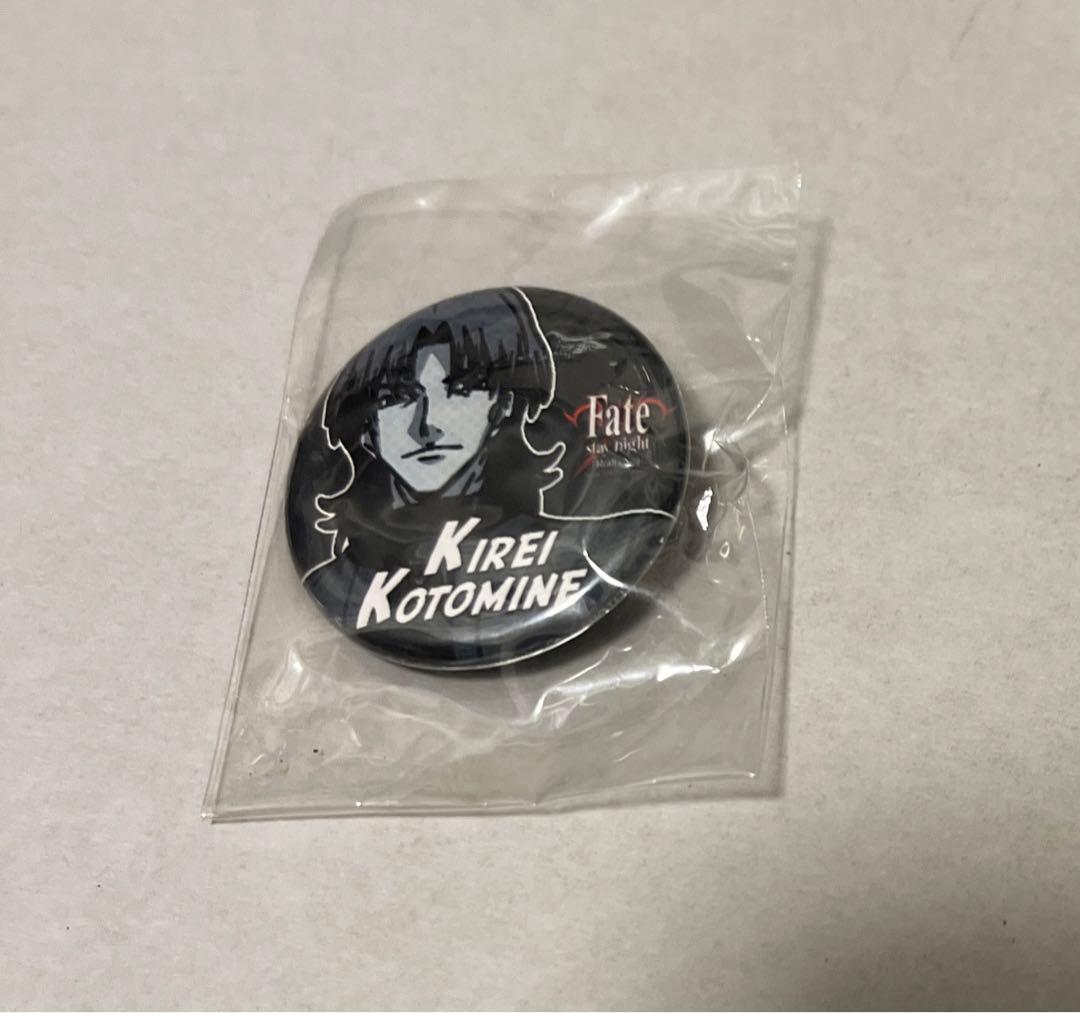 Fate
stay night
KIREI
KOTOMINE